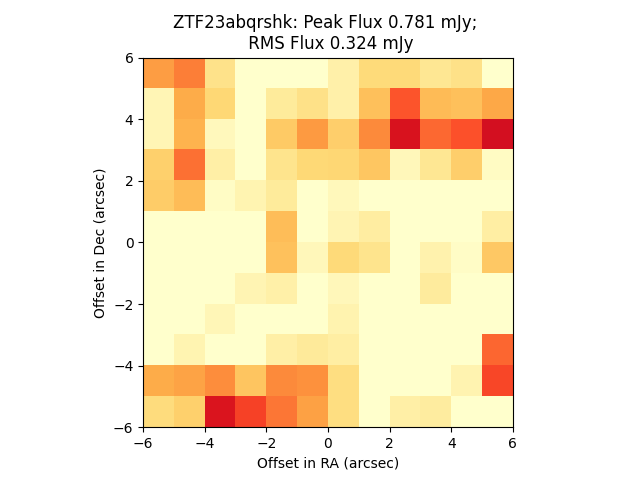 ZTF23abqrshk: Peak Flux 0.781 mJy;
RMS Flux 0.324 mJy
6
4
2
0
−2
−4
−6
Offset in Dec (arcsec)
−6 −4 −2 0 2 4 6
Offset in RA (arcsec)